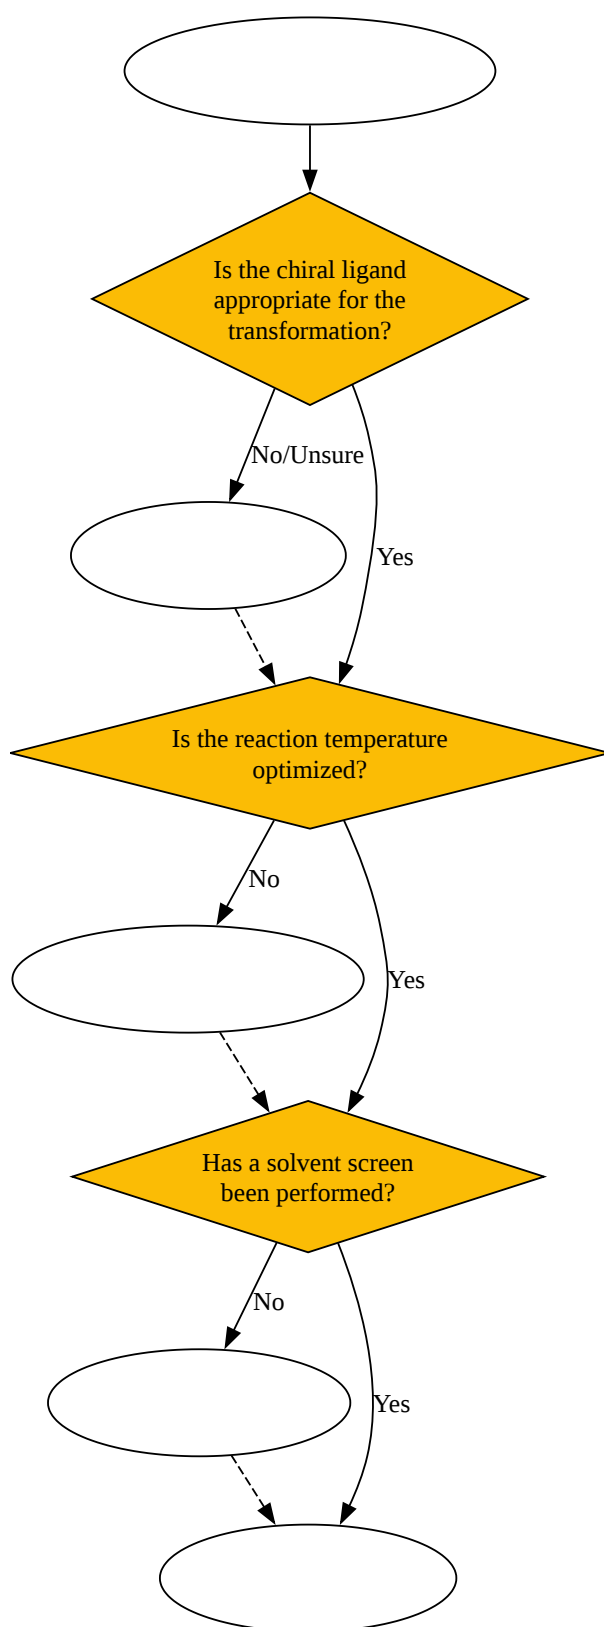 Is the chiral ligand
appropriate for the
transformation?
No/Unsure
Yes
Is the reaction temperature
optimized?
No
Yes
Has a solvent screen
been performed?
No
Yes